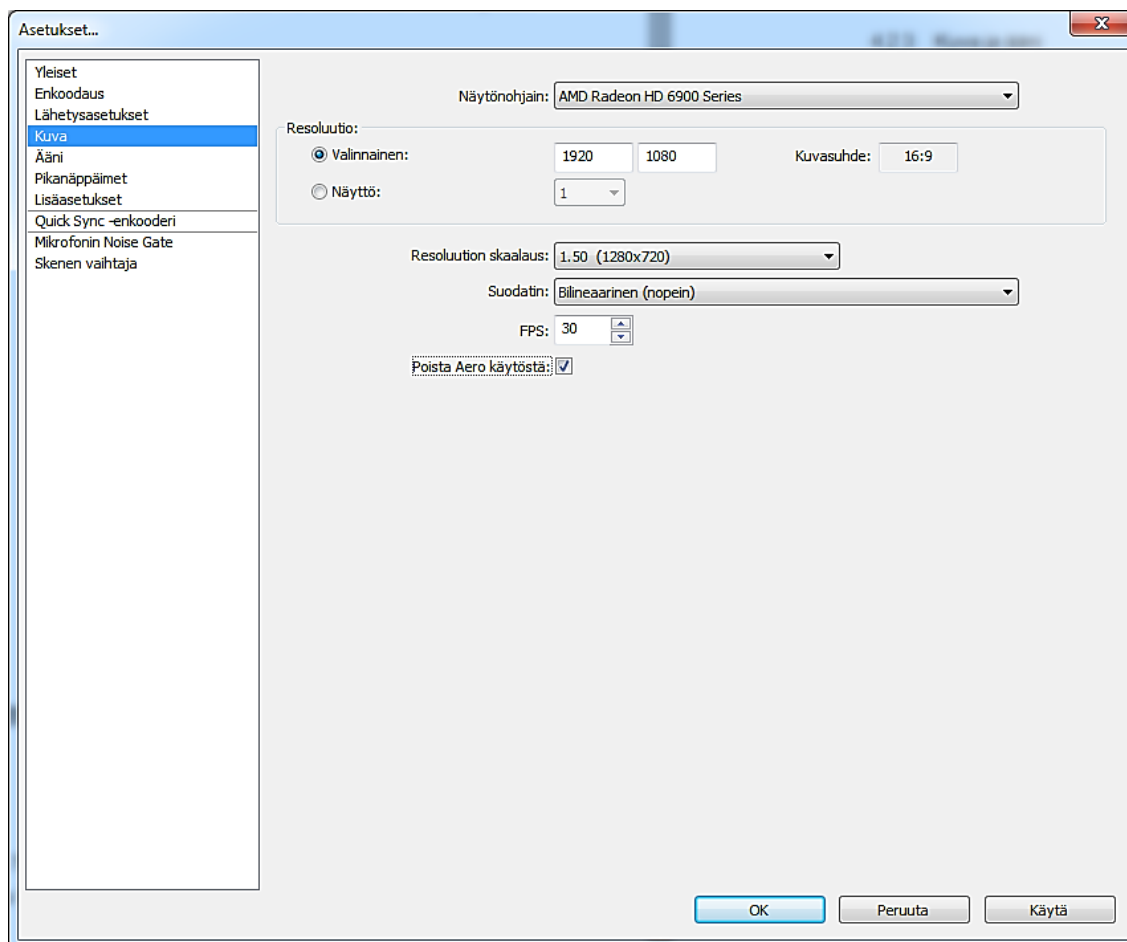 Asetukset...
Yleiset
Enkoodaus
Lähetysasetukset
Kuva
Ääni
Pikanäppäimet
Lisäasetukset
Quick Sync -enkooderi
Mikrofonin Noise Gate
Skenen vaihtaja
Näytönohjain: AMD Radeon HD 6900 Series
Resoluutio:
Valinnainen: 1920 1080 Kuvasuhde: 16:9
Näyttö: 1
Resoluution skaalaus: 1.50 (1280x720)
Suodatin: Bilineaarinen (nopein)
FPS: 30
Poista Aero käytöstä:
OK Peruuta Käytä